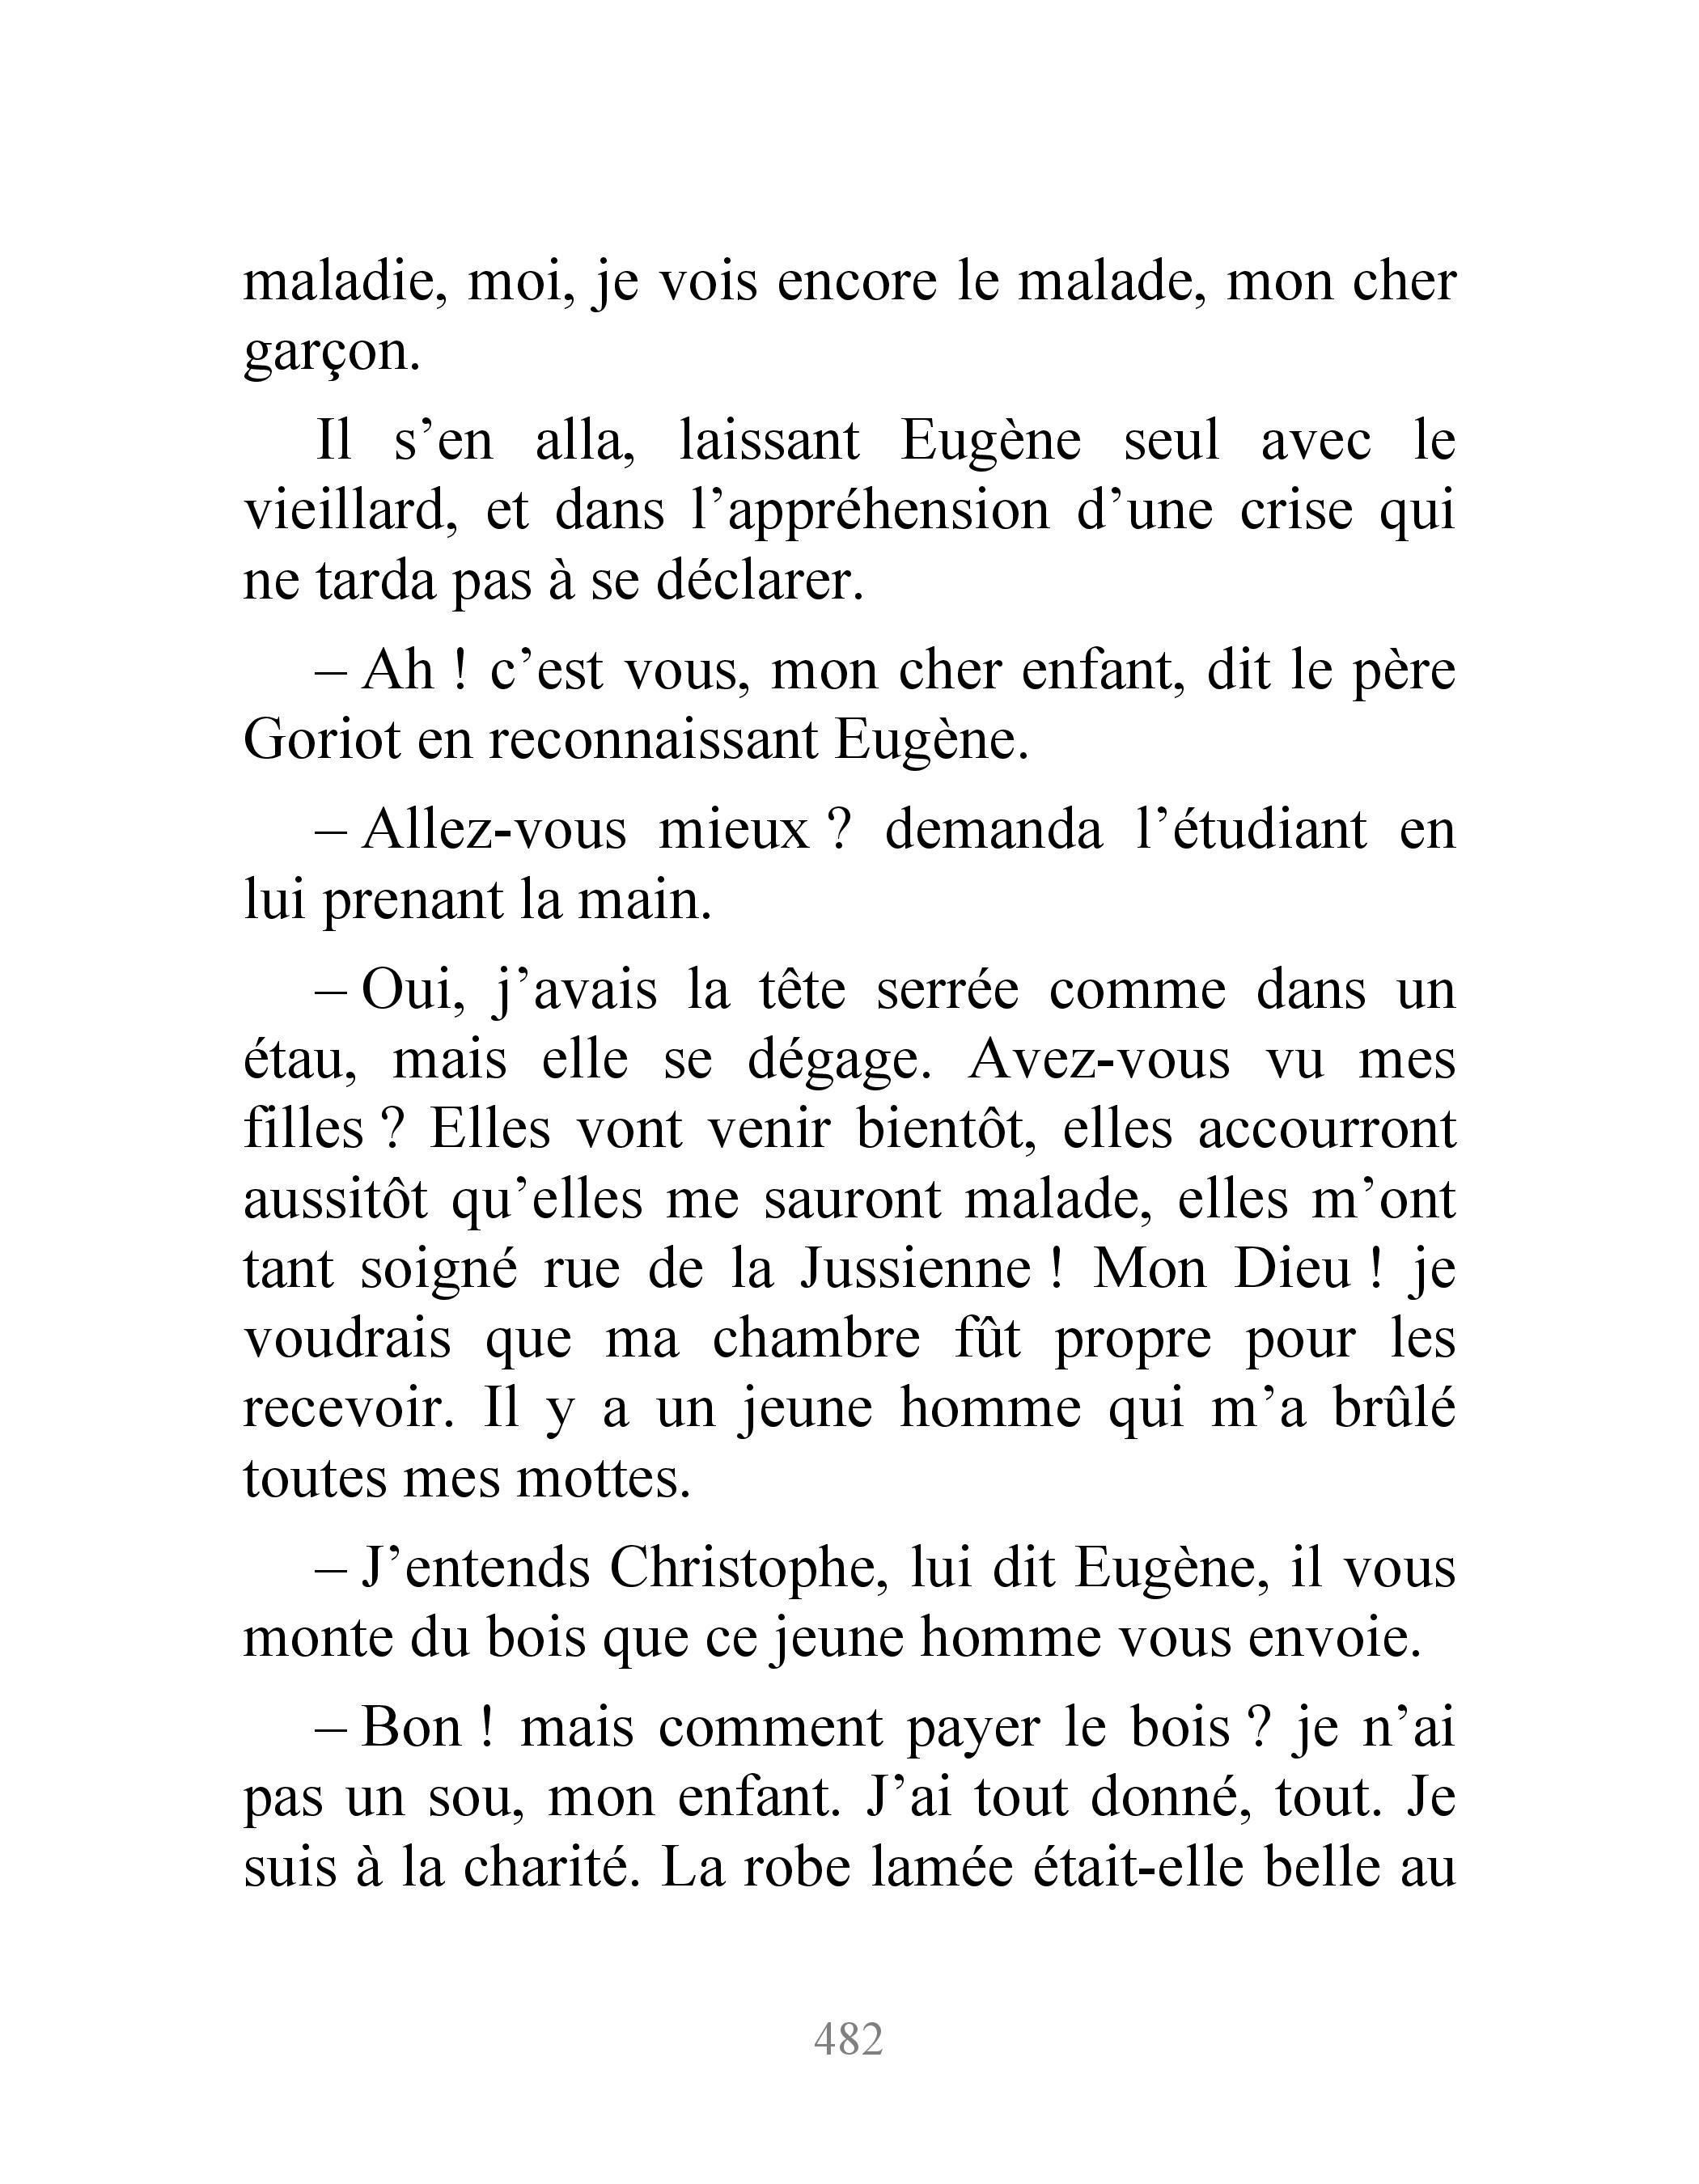 maladie, moi, je vois encore le malade, mon cher
garçon.
Il s’en alla, laissant Eugène seul avec le
vieillard, et dans l’appréhension d’une crise qui
ne tarda pas à se déclarer.
– Ah ! c’est vous, mon cher enfant, dit le père
Goriot en reconnaissant Eugène.
– Allez-vous mieux ? demanda l’étudiant en
lui prenant la main.
– Oui, j’avais la tête serrée comme dans un
étau, mais elle se dégage. Avez-vous vu mes
filles ? Elles vont venir bientôt, elles accourront
aussitôt qu’elles me sauront malade, elles m’ont
tant soigné rue de la Jussienne ! Mon Dieu ! je
voudrais que ma chambre fût propre pour les
recevoir. Il y a un jeune homme qui m’a brûlé
toutes mes mottes.
– J’entends Christophe, lui dit Eugène, il vous
monte du bois que ce jeune homme vous envoie.
– Bon ! mais comment payer le bois ? je n’ai
pas un sou, mon enfant. J’ai tout donné, tout. Je
suis à la charité. La robe lamée était-elle belle au
482